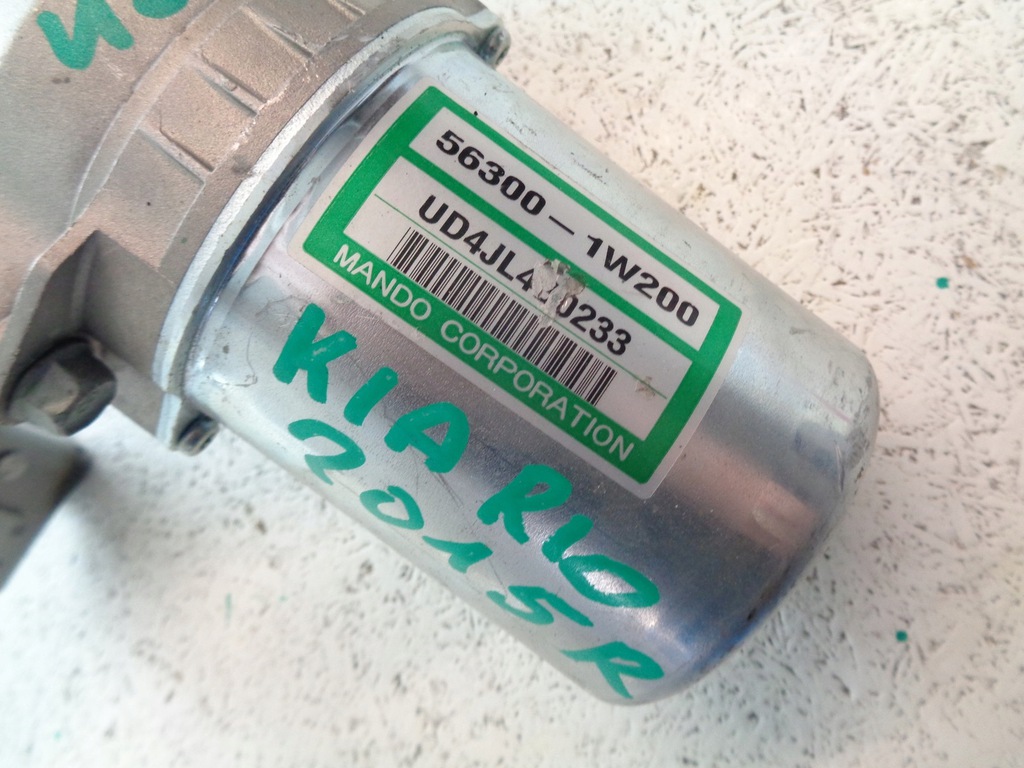 56300-1W200
MANDO CORPORATION
KIA RIO
2015R